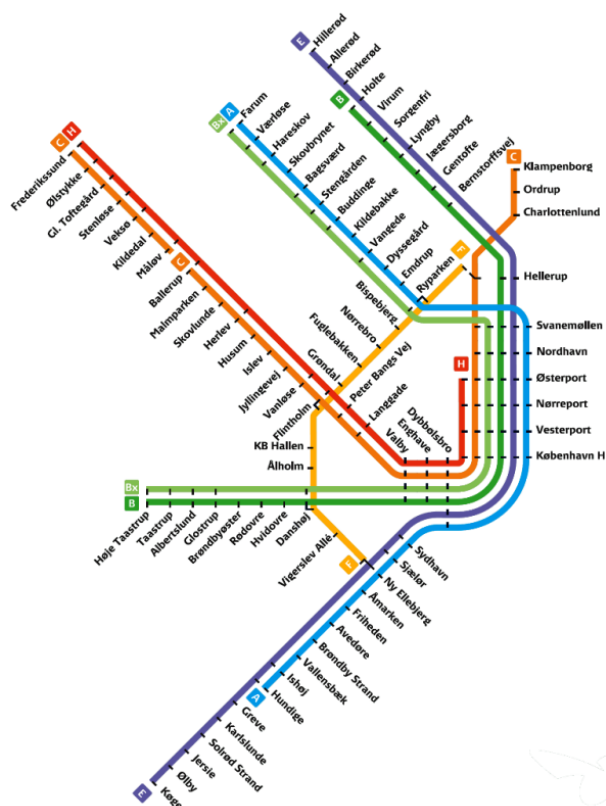 E
Hillerød
Allerød
Birkerød
Holte
Virum
Sorgenfri
Lyngby
Jægersborg
Gentofte
Bernstorffsvej
B
Bx
A
Farum
Værløse
Hareskov
Skovbrynet
Bagsværd
Stengården
Buddinge
Kildebakke
Vangede
Dyssegård
Emdrup
Ryparken
C
H
Frederikssund
Ølstykke
Gl. Toftegård
Stenløse
Veksø
Kildedal
Måløv
C
Ballerup
Malmparken
Skovlunde
Herlev
Husum
Islev
Jyllingevej
Vanløse
Flintholm
Peter Bangs Vej
Langgade
Valby
Enghave
Dybbølsbro
C
Klampenborg
Ordrup
Charlottenlund
Hellerup
Svanemøllen
Nordhavn
Østerport
Nørreport
Vesterport
København H
H
F
Bispebjerg
Nørrebro
Fuglebakken
Grøndal
KB Hallen
Ålholm
Bx
B
Høje Taastrup
Taastrup
Albertslund
Glostrup
Brøndbyøster
Rødovre
Hvidovre
Danshøj
Vigerslev Allé
F
Sydhavn
Sjælør
Ny Ellebjerg
Åmarken
Friheden
Avedøre
Brøndby Strand
Vallensbæk
Ishøj
Hundige
A
Greve
Karlslunde
Solrød Strand
Jersie
Ølby
Køge
E